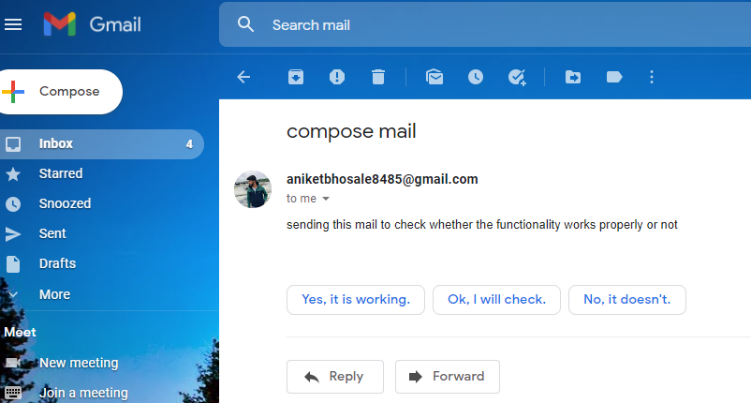 Gmail
Search mail
Compose
Inbox 4
Starred
Snoozed
Sent
Drafts
More
Meet
New meeting
Join a meeting
compose mail
aniketbhosale8485@gmail.com
to me
sending this mail to check whether the functionality works properly or not
Yes, it is working. Ok, I will check. No, it doesn't.
Reply Forward